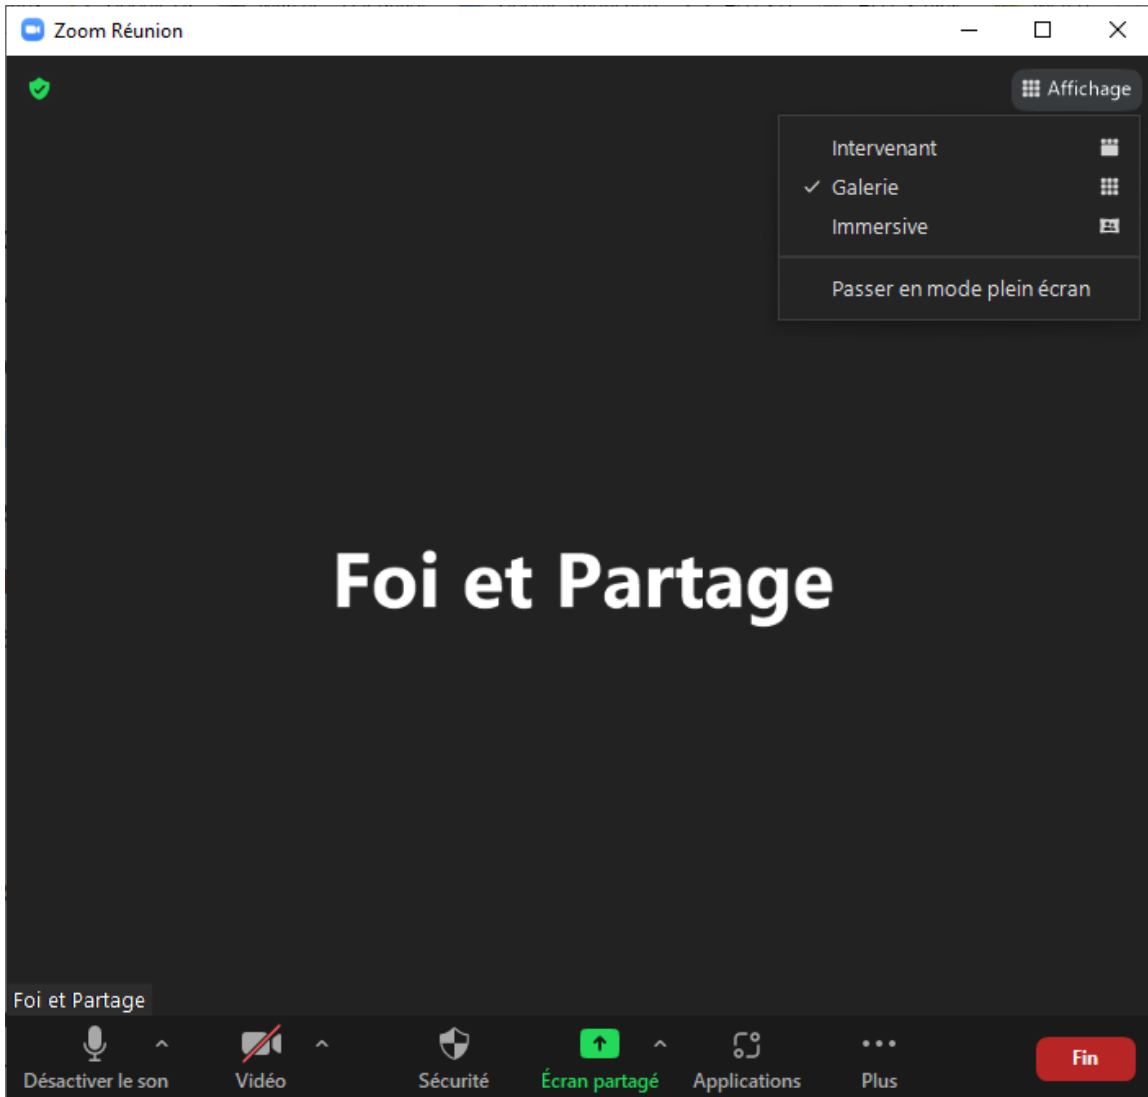 Zoom Réunion
Affichage
Intervenant
Galerie
Immersive
Passer en mode plein écran
Foi et Partage
Foi et Partage
Désactiver le son
Vidéo
Sécurité
Écran partagé
Applications
Plus
Fin